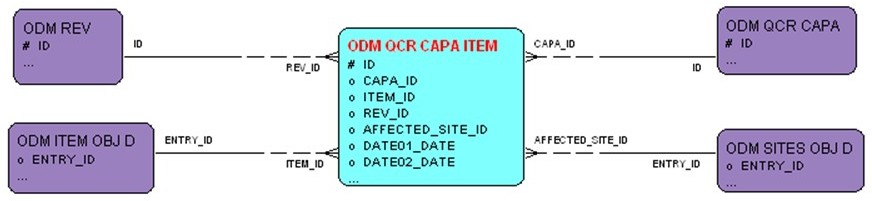 ODM REV
# ID
...
ID
REV_ID
ODM ITEM OBJ D
o ENTRY_ID
...
ENTRY_ID
ITEM_ID
ODM QCR CAPA ITEM
# ID
o CAPA_ID
o ITEM_ID
o REV_ID
o AFFECTED_SITE_ID
o DATE01_DATE
o DATE02_DATE
...
CAPA_ID
ID
ODM QCR CAPA
# ID
...
AFFECTED_SITE_ID
ENTRY_ID
ODM SITES OBJ D
o ENTRY_ID
...